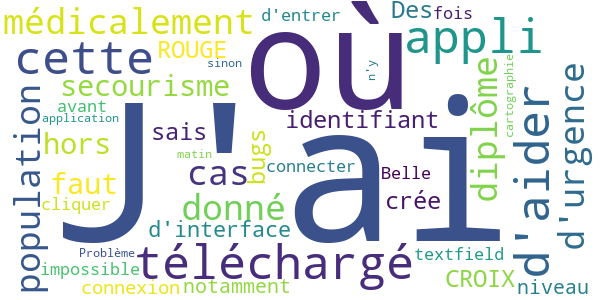 médicalement
d'entrer
Des
fois
où
appli
cette
ROUGE
sinon
n'y
cartographie
secourisme
avant
application
population
J'ai
identifiant
diplôme
d'aider
d'urgence
hors
sais
bugs
matin
cas
connecter
Belle
faut
crée
cliquer
donné
d'interface
Problème
téléchargé
textfield
impossible
connexion
notamment
CROIX
niveau